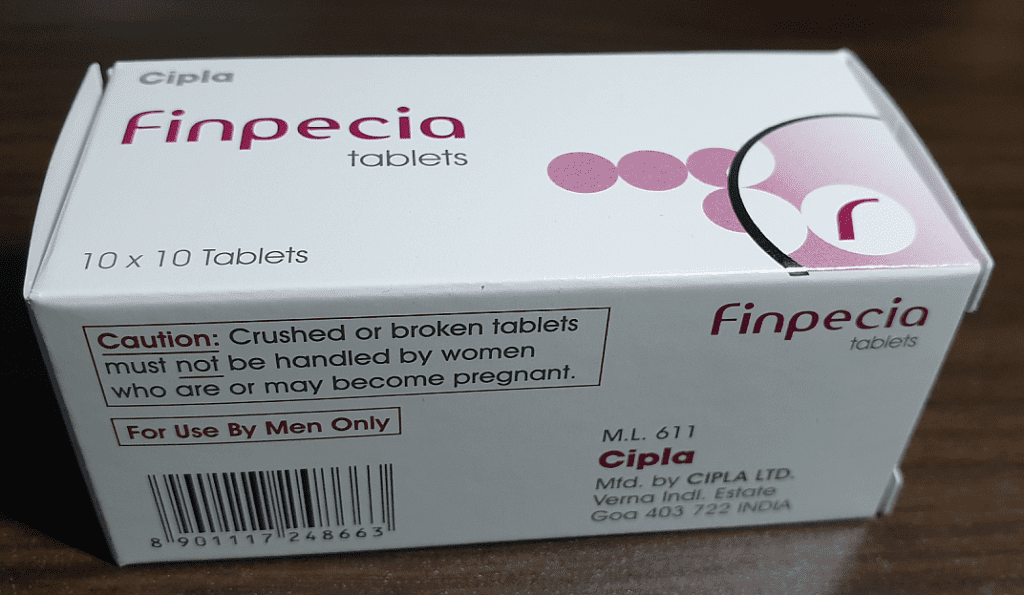 Cipla
Finpecia
tablets
10 x 10 Tablets
Caution: Crushed or broken tablets
must not be handled by women
who are or may become pregnant.
For Use By Men Only
8 901117 248663
Finpecia
tablets
M.L. 611
Cipla
Mfd. by CIPLA LTD.
Verna Indl. Estate
Goa 403 722 INDIA